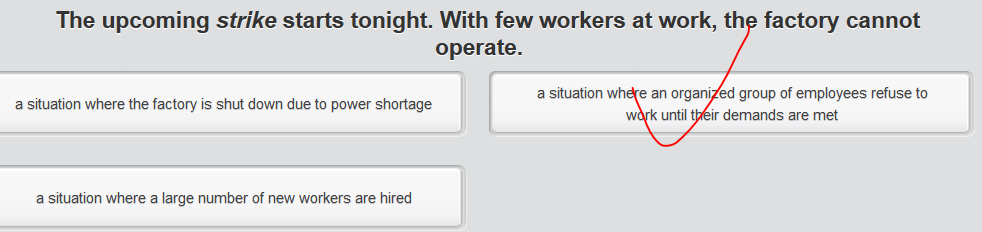 The upcoming strike starts tonight. With few workers at work, the factory cannot
operate.
a situation where the factory is shut down due to power shortage
a situation where an organized group of employees refuse to
work until their demands are met
a situation where a large number of new workers are hired